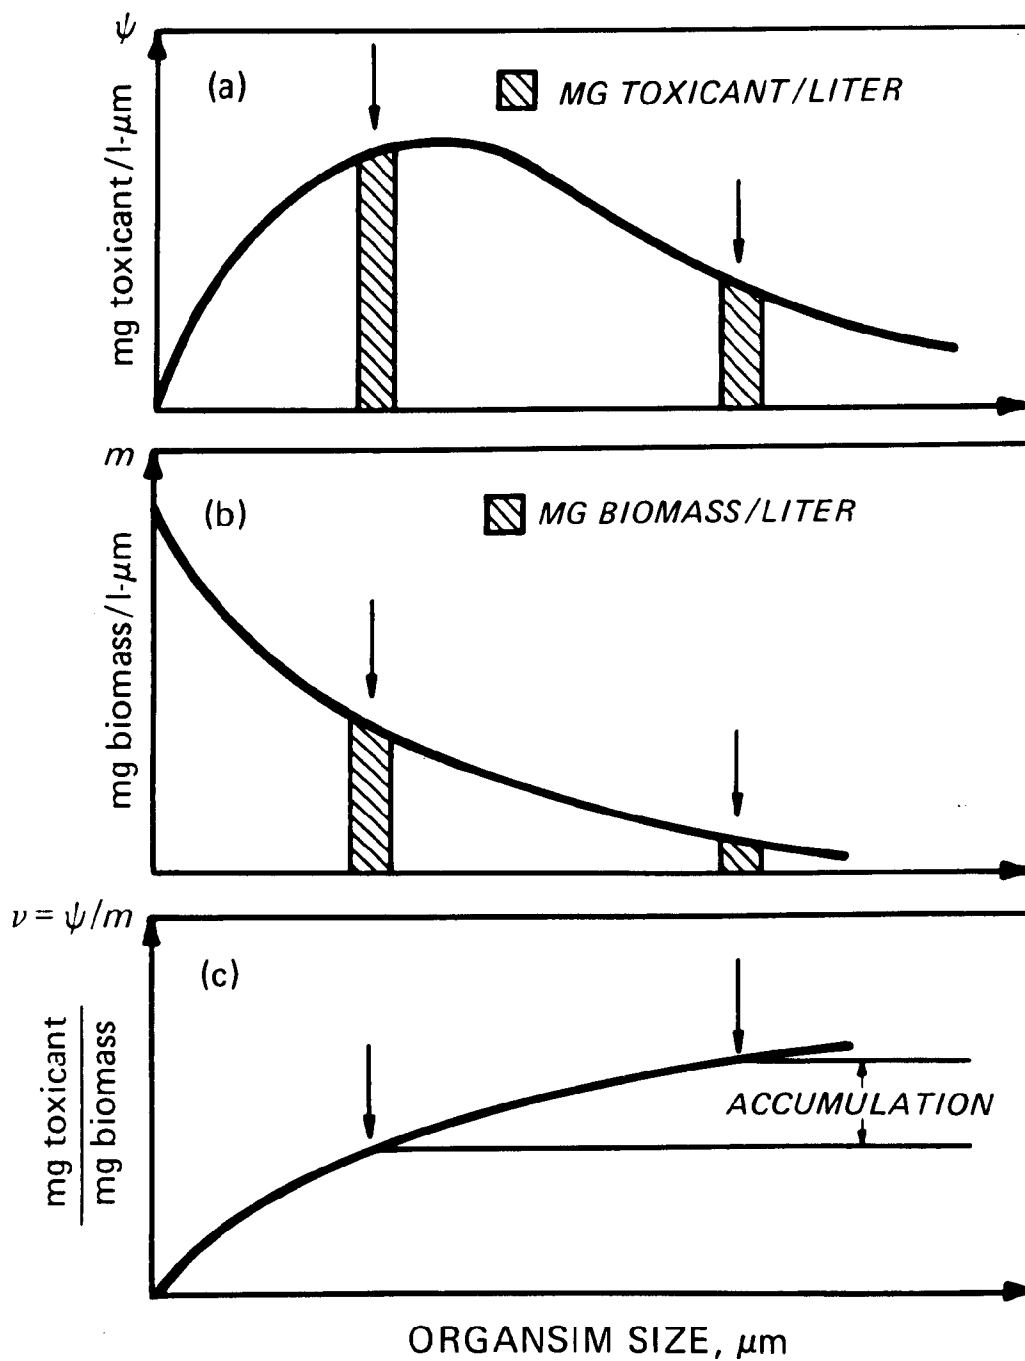 ψ
(a)
MG TOXICANT/LITER
mg toxicant/l-μm
m
(b)
MG BIOMASS/LITER
mg biomass/l-μm
ν = ψ/m
(c)
mg toxicant
mg biomass
ACCUMULATION
ORGANSIM SIZE, μm